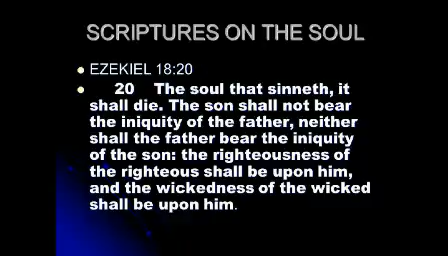 SCRIPTURES ON THE SOUL
EZEKIEL 18:20
20 The soul that sinneth, it
shall die. The son shall not bear
the iniquity of the father, neither
shall the father bear the iniquity
of the son: the righteousness of
the righteous shall be upon him,
and the wickedness of the wicked
shall be upon him.